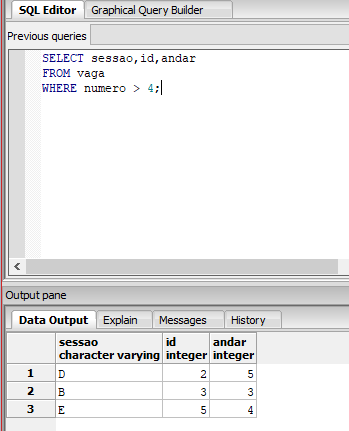 SQL Editor Graphical Query Builder
Previous queries
SELECT sessao,id,andar
FROM vaga
WHERE numero > 4;
Output pane
Data Output Explain Messages History
sessao id andar
character varying integer integer
1 D 2 5
2 B 3 3
3 E 5 4